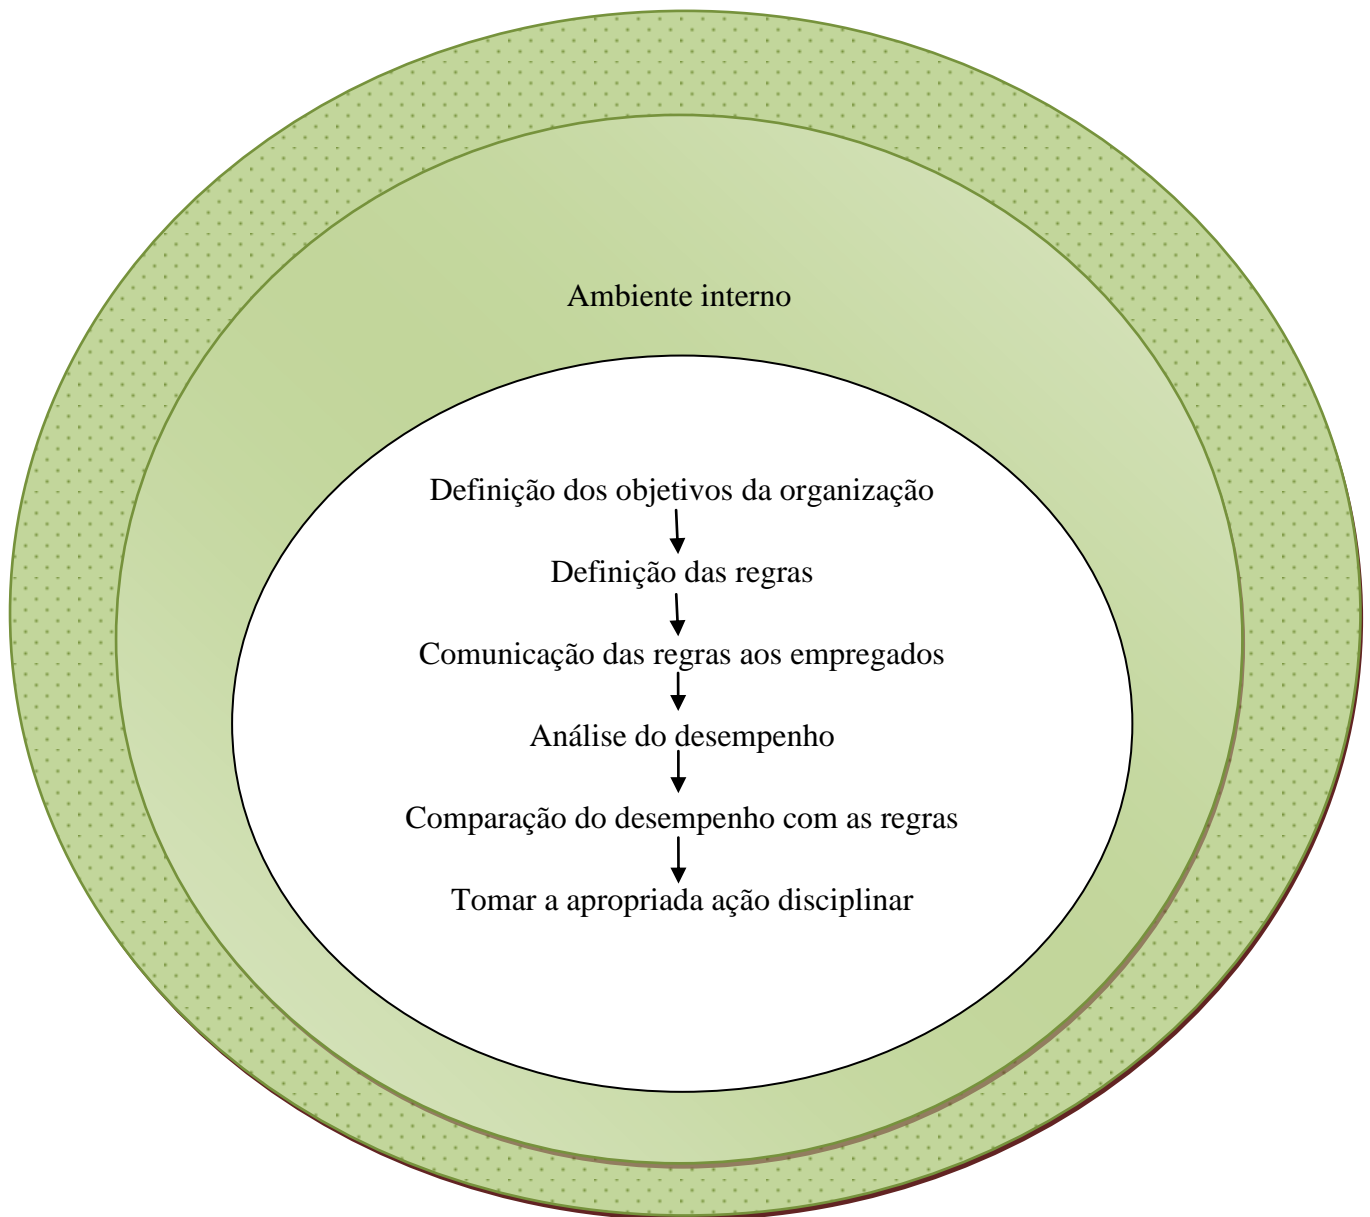 Ambiente interno
Definição dos objetivos da organização
Definição das regras
Comunicação das regras aos empregados
Análise do desempenho
Comparação do desempenho com as regras
Tomar a apropriada ação disciplinar